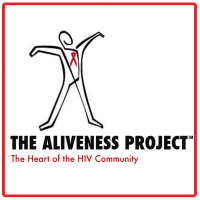 THE ALIVENESS PROJECT™
The Heart of the HIV Community